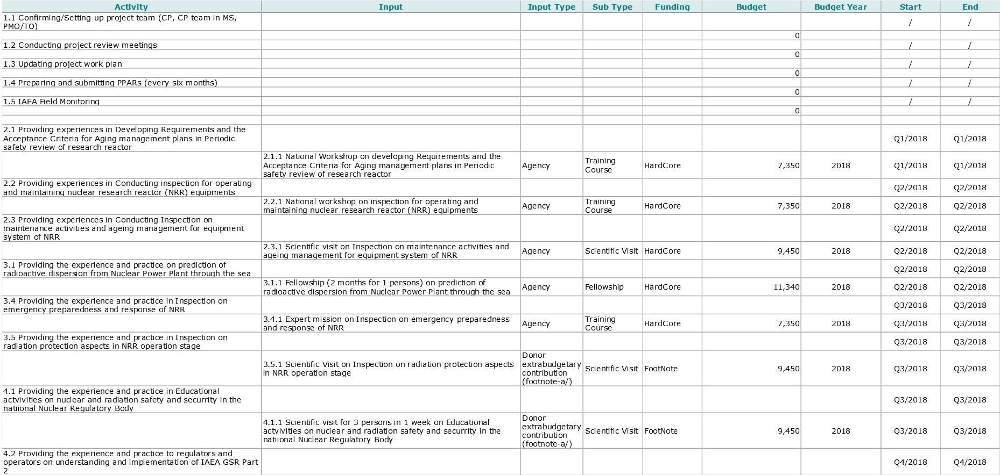 Activity Input Input Type Sub Type Funding Budget Budget Year Start End
1.1 Confirming/Setting-up project team (CP, CP team in MS,
PMO/TO)
/ /
0
1.2 Conducting project review meetings / /
0
1.3 Updating project work plan / /
0
1.4 Preparing and submitting PPARs (every six months) / /
0
1.5 IAEA Field Monitoring / /
0
2.1 Providing experiences in Developing Requirements and the
Acceptance Criteria for Aging management plans in Periodic
safety review of research reactor
Q1/2018 Q1/2018
2.1.1 National Workshop on developing Requirements and the
Acceptance Criteria for Aging management plans in Periodic
safety review of research reactor
Agency
Training
Course
HardCore 7,350 2018 Q1/2018 Q1/2018
2.2 Providing experiences in Conducting inspection for operating
and maintaining nuclear research reactor (NRR) equipments
Q2/2018 Q2/2018
2.2.1 National workshop on inspection for operating and
maintaining nuclear research reactor (NRR) equipments
Agency
Training
Course
HardCore 7,350 2018 Q2/2018 Q2/2018
2.3 Providing experiences in Conducting Inspection on
maintenance activities and ageing management for equipment
system of NRR
Q2/2018 Q2/2018
2.3.1 Scientific visit on Inspection on maintenance activities and
ageing management for equipment system of NRR
Agency Scientific Visit HardCore 9,450 2018 Q2/2018 Q2/2018
3.1 Providing the experience and practice on prediction of
radioactive dispersion from Nuclear Power Plant through the sea
Q2/2018 Q2/2018
3.1.1 Fellowship (2 months for 1 persons) on prediction of
radioactive dispersion from Nuclear Power Plant through the sea
Agency Fellowship HardCore 11,340 2018 Q2/2018 Q2/2018
3.4 Providing the experience and practice in Inspection on
emergency preparedness and response of NRR
Q3/2018 Q3/2018
3.4.1 Expert mission on Inspection on emergency preparedness
and response of NRR
Agency
Training
Course
HardCore 7,350 2018 Q3/2018 Q3/2018
3.5 Providing the experience and practice in Inspection on
radiation protection aspects in NRR operation stage
Q3/2018 Q3/2018
3.5.1 Scientific Visit on Inspection on radiation protection aspects
in NRR operation stage
Donor
extrabudgetary
contribution
(footnote-a/)
Scientific Visit FootNote 9,450 2018 Q3/2018 Q3/2018
4.1 Providing the experience and practice in Educational
actvivities on nuclear and radiation safety and securrity in the
natiional Nuclear Regulatory Body
Q3/2018 Q3/2018
4.1.1 Scientific visit for 3 persons in 1 week on Educational
actvivities on nuclear and radiation safety and securrity in the
natiional Nuclear Regulatory Body
Donor
extrabudgetary
contribution
(footnote-a/)
Scientific Visit FootNote 9,450 2018 Q3/2018 Q3/2018
4.2 Providing the experience and practice to regulators and
operators on understanding and implementation of IAEA GSR Part
2
Q4/2018 Q4/2018